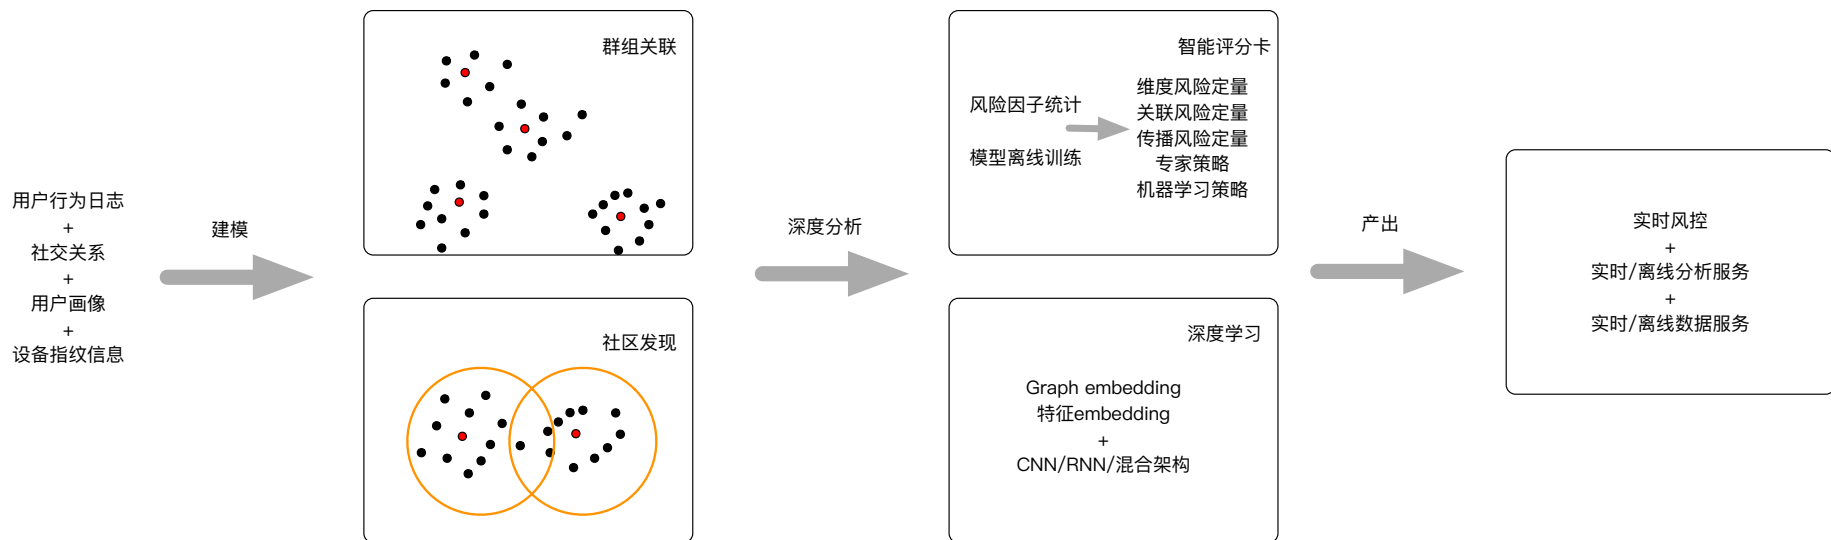 用户行为日志
+
社交关系
+
用户画像
+
设备指纹信息
建模
群组关联
社区发现
深度分析
智能评分卡
风险因子统计
模型离线训练
维度风险定量
关联风险定量
传播风险定量
专家策略
机器学习策略
深度学习
Graph embedding
特征embedding
+
CNN/RNN/混合架构
产出
实时风控
+
实时/离线分析服务
+
实时/离线数据服务